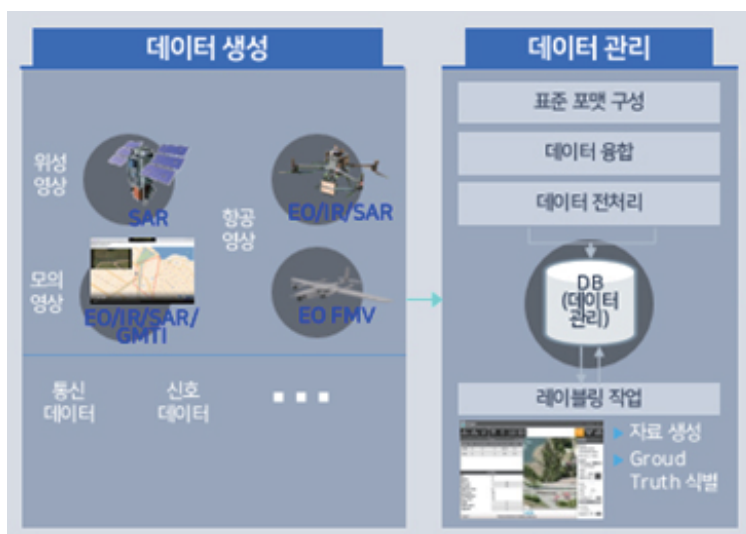 데이터 생성
위성
영상
SAR
항공
영상
EO/IR/SAR
모의
영상
EO/IR/SAR/
GMTI
EO FMV
통신
데이터
신호
데이터
데이터 관리
표준 포맷 구성
데이터 융합
데이터 전처리
DB
(데이터
관리)
레이블링 작업
자료 생성
Groud
Truth 식별